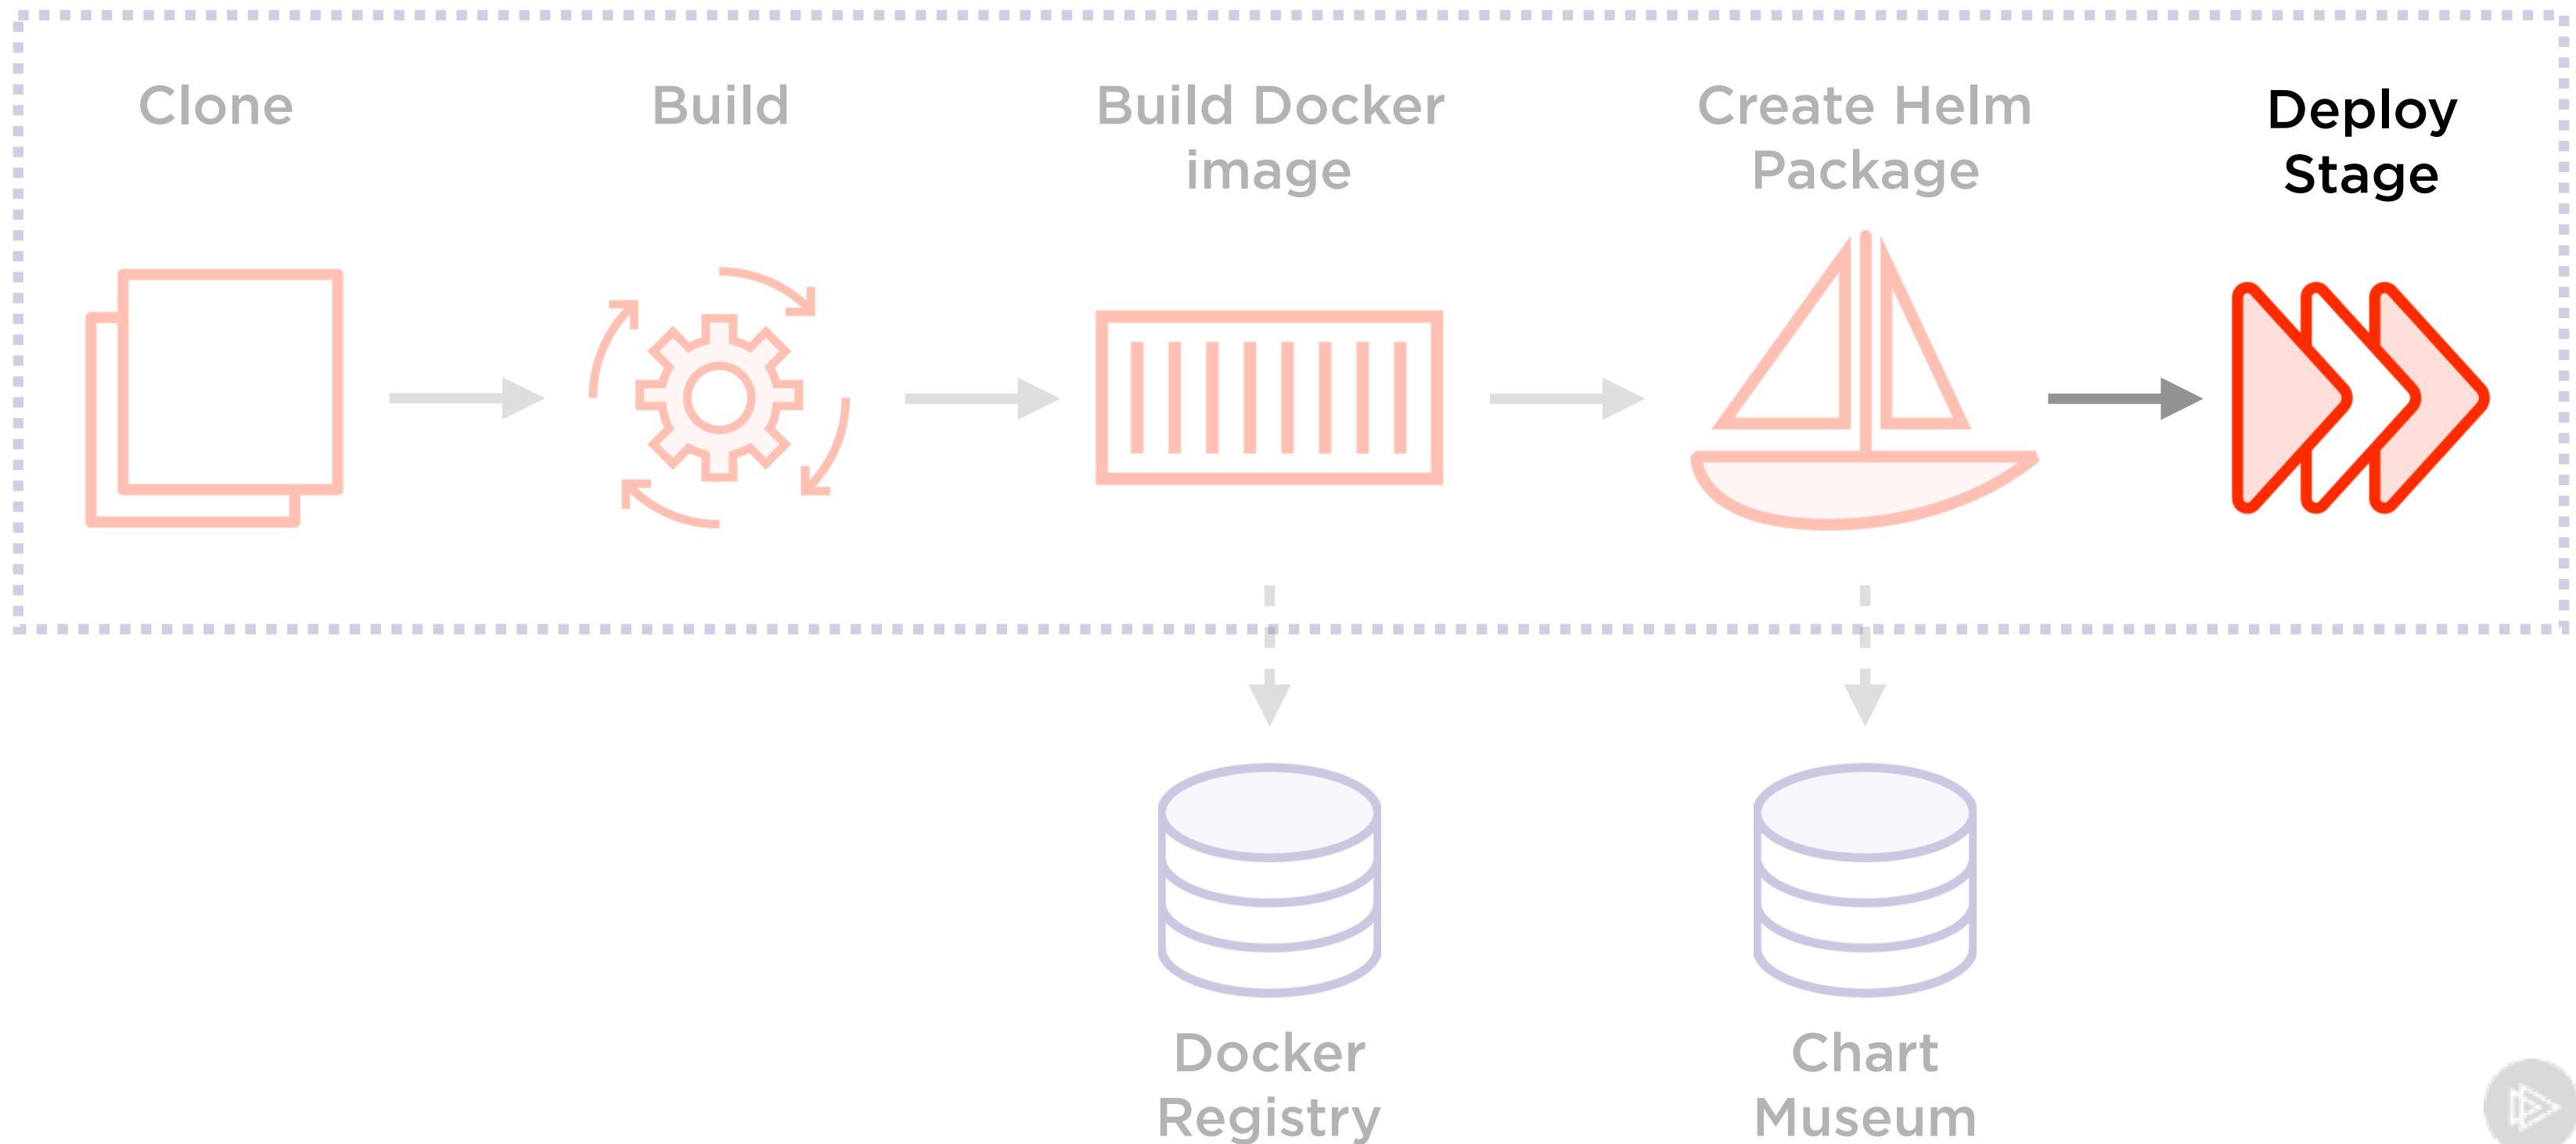 Clone
Build
Build Docker
image
Create Helm
Package
Deploy
Stage
Docker
Registry
Chart
Museum